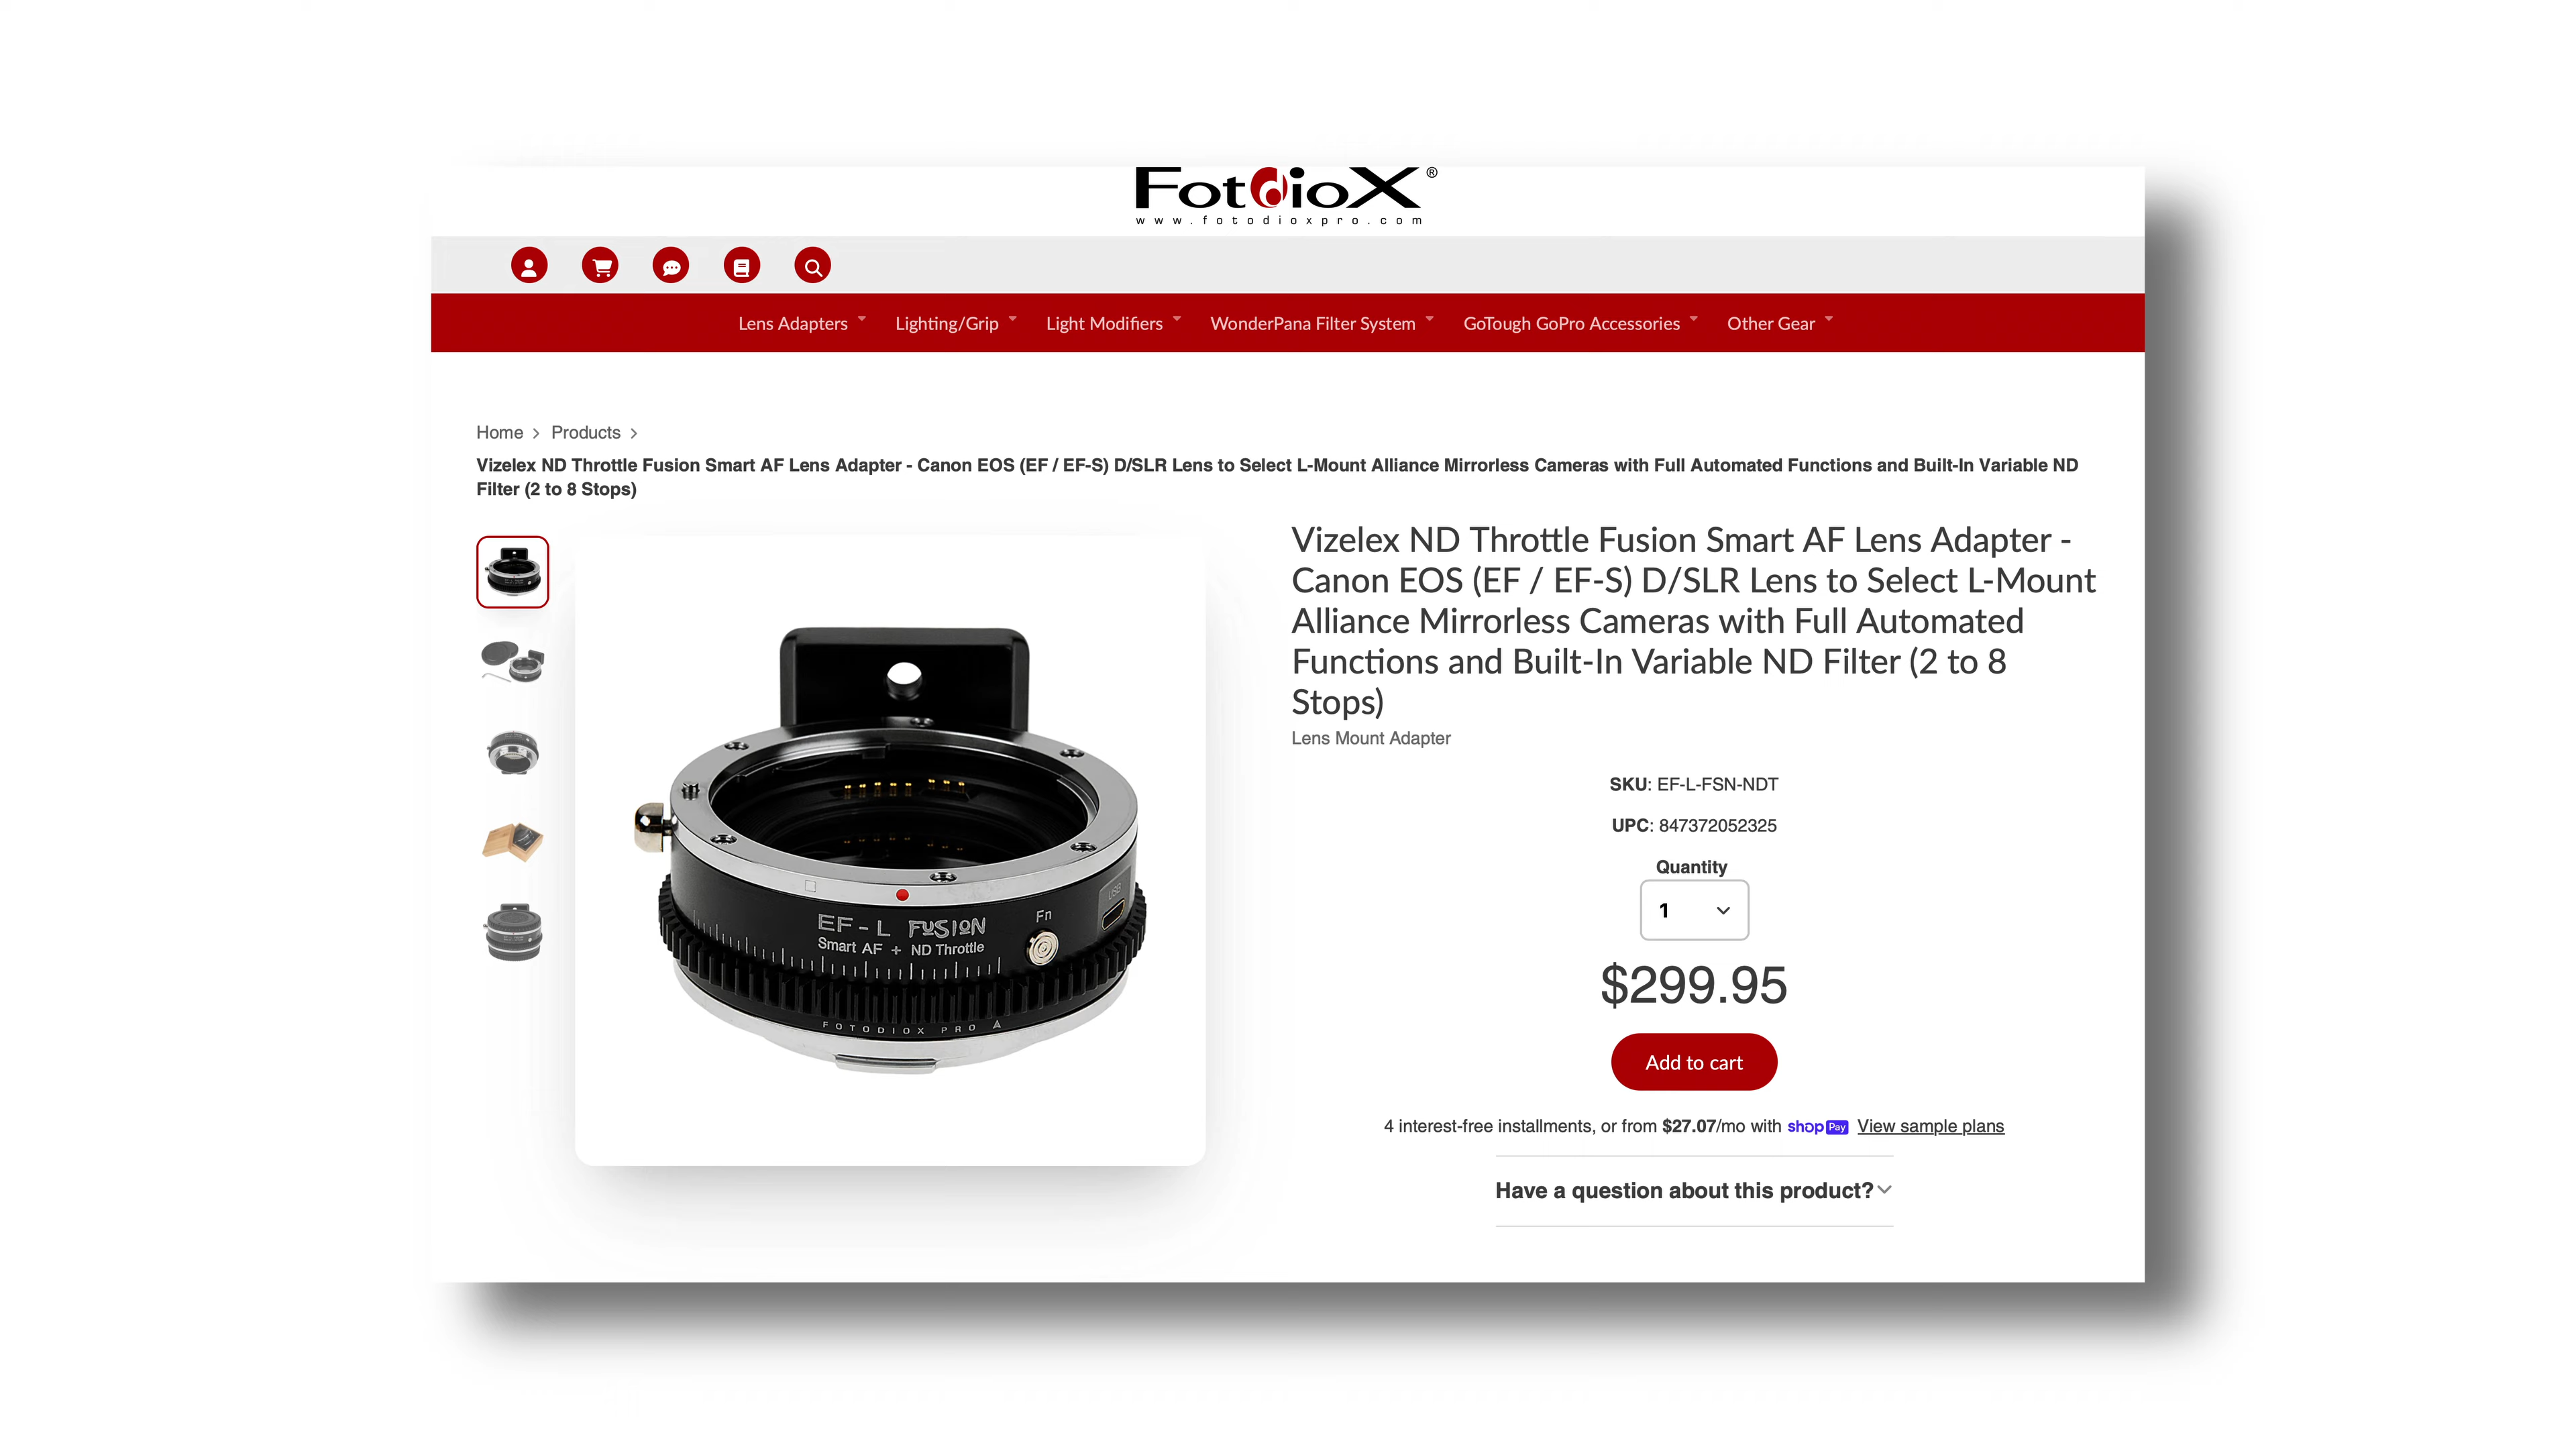 FotodioX®
www.fotodioxpro.com
Lens Adapters Lighting/Grip Light Modifiers WonderPana Filter System GoTough GoPro Accessories Other Gear
Home > Products >
Vizelex ND Throttle Fusion Smart AF Lens Adapter - Canon EOS (EF / EF-S) D/SLR Lens to Select L-Mount Alliance Mirrorless Cameras with Full Automated Functions and Built-In Variable ND
Filter (2 to 8 Stops)
Vizelex ND Throttle Fusion Smart AF Lens Adapter -
Canon EOS (EF / EF-S) D/SLR Lens to Select L-Mount
Alliance Mirrorless Cameras with Full Automated
Functions and Built-In Variable ND Filter (2 to 8
Stops)
Lens Mount Adapter
SKU: EF-L-FSN-NDT
UPC: 847372052325
Quantity
1
$299.95
Add to cart
4 interest-free installments, or from $27.07/mo with shop Pay View sample plans
Have a question about this product?
USB
Fn
EF-L FUSION
Smart AF + ND Throttle
FOTODIOX PRO